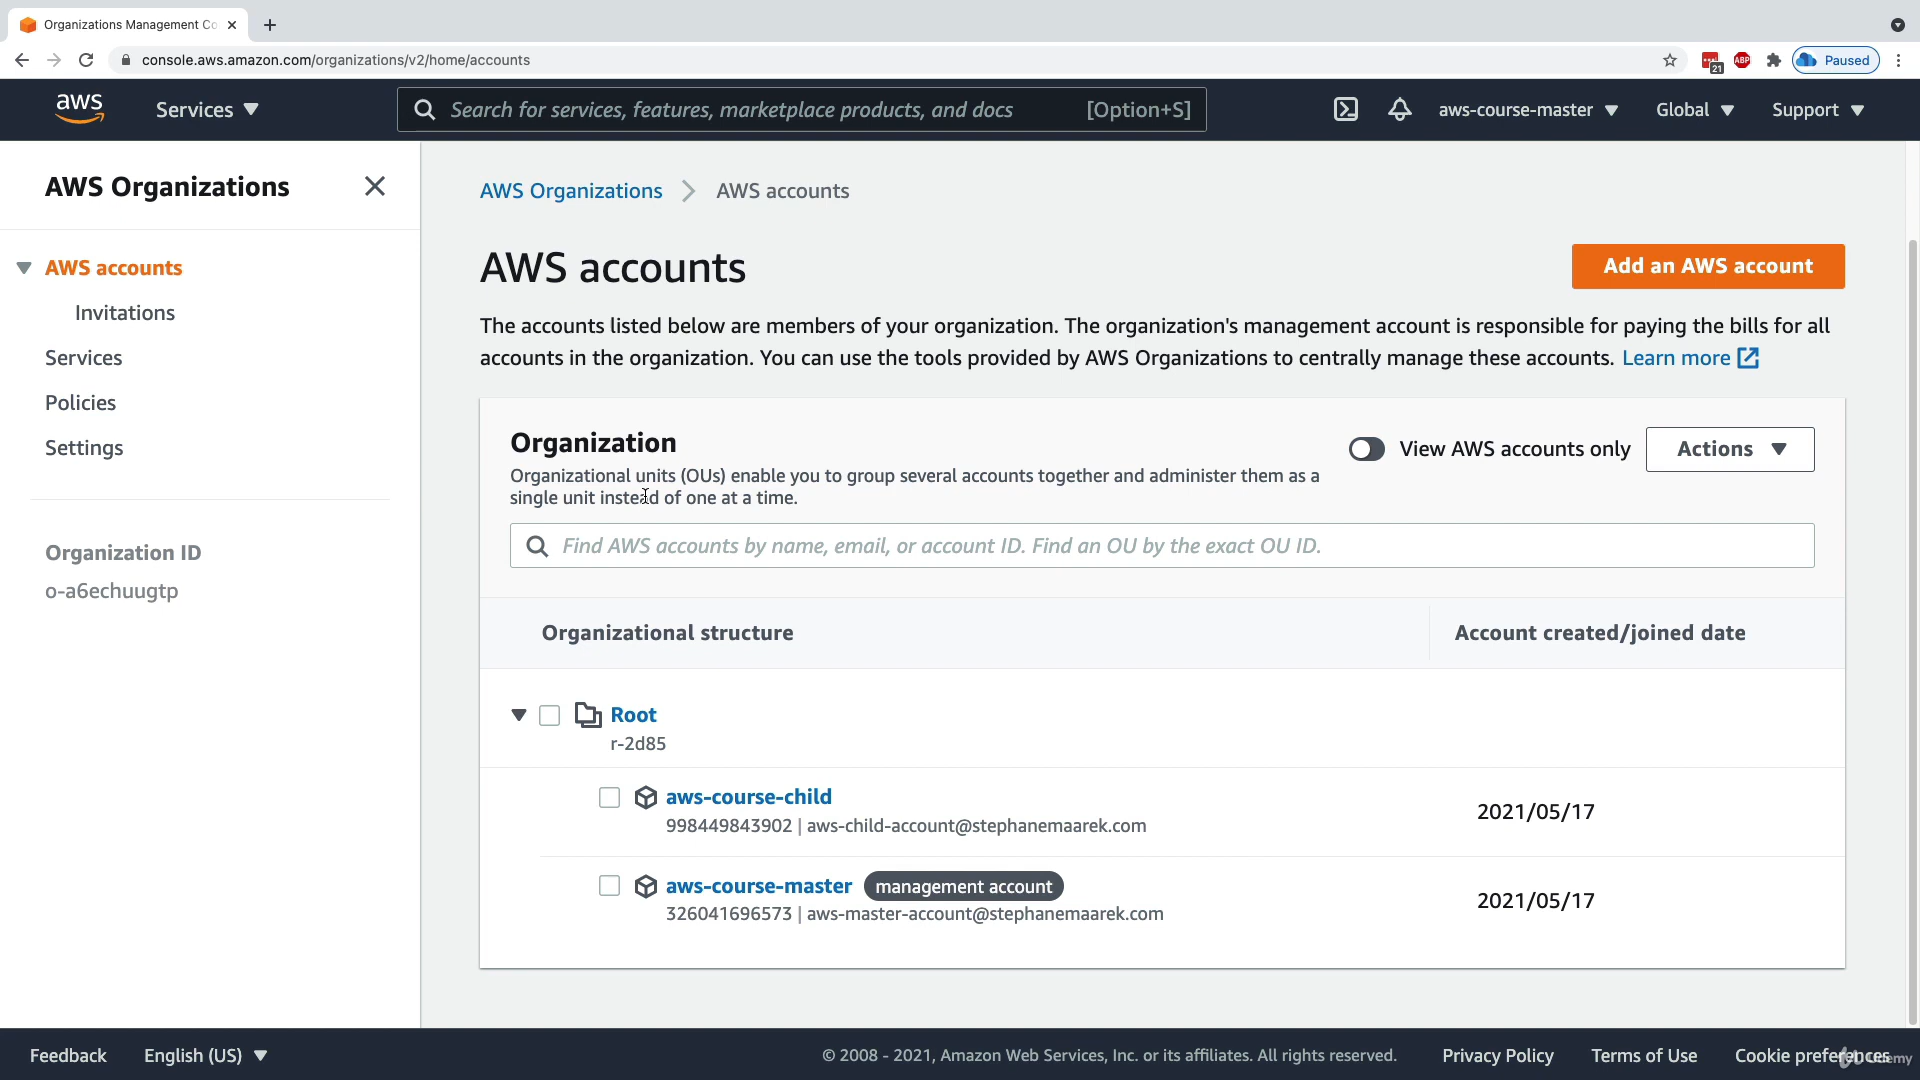 Organizations Management Co
console.aws.amazon.com/organizations/v2/home/accounts
21
ABP
Paused
aws
Services
Search for services, features, marketplace products, and docs
[Option+S]
aws-course-master
Global
Support
AWS Organizations
AWS accounts
Invitations
Services
Policies
Settings
Organization ID
o-a6echuugtp
AWS Organizations
AWS accounts
AWS accounts
Add an AWS account
The accounts listed below are members of your organization. The organization's management account is responsible for paying the bills for all
accounts in the organization. You can use the tools provided by AWS Organizations to centrally manage these accounts. Learn more
Organization
Organizational units (OUs) enable you to group several accounts together and administer them as a
single unit instead of one at a time.
View AWS accounts only
Actions
Find AWS accounts by name, email, or account ID. Find an OU by the exact OU ID.
Organizational structure
Account created/joined date
Root
r-2d85
aws-course-child
998449843902 | aws-child-account@stephanemaarek.com
2021/05/17
aws-course-master
management account
326041696573 | aws-master-account@stephanemaarek.com
2021/05/17
Feedback
English (US)
© 2008 - 2021, Amazon Web Services, Inc. or its affiliates. All rights reserved.
Privacy Policy
Terms of Use
Cookie preferences
Udemy